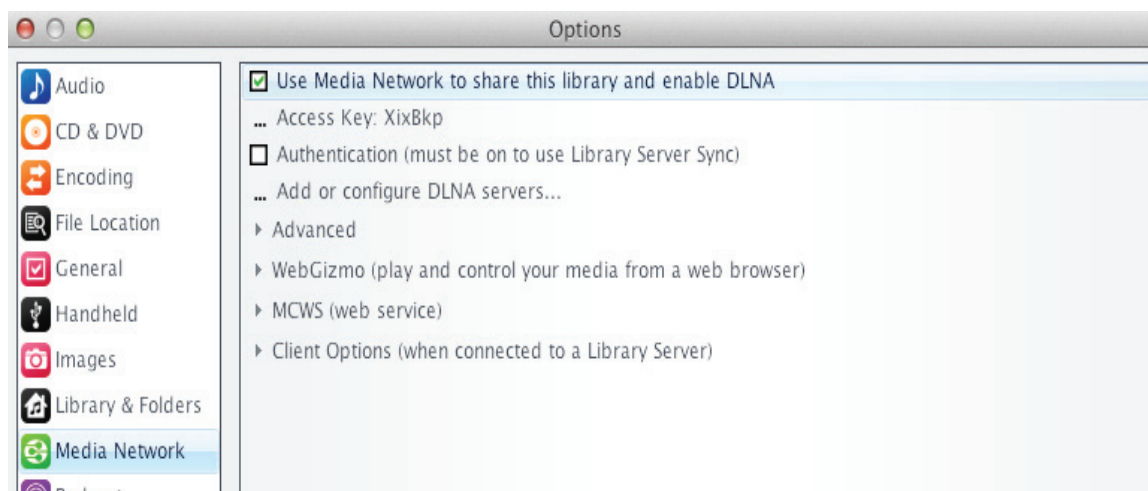 Options
Audio
CD & DVD
Encoding
File Location
General
Handheld
Images
Library & Folders
Media Network
Use Media Network to share this library and enable DLNA
... Access Key: XixBkp
Authentication (must be on to use Library Server Sync)
... Add or configure DLNA servers...
Advanced
WebGizmo (play and control your media from a web browser)
MCWS (web service)
Client Options (when connected to a Library Server)